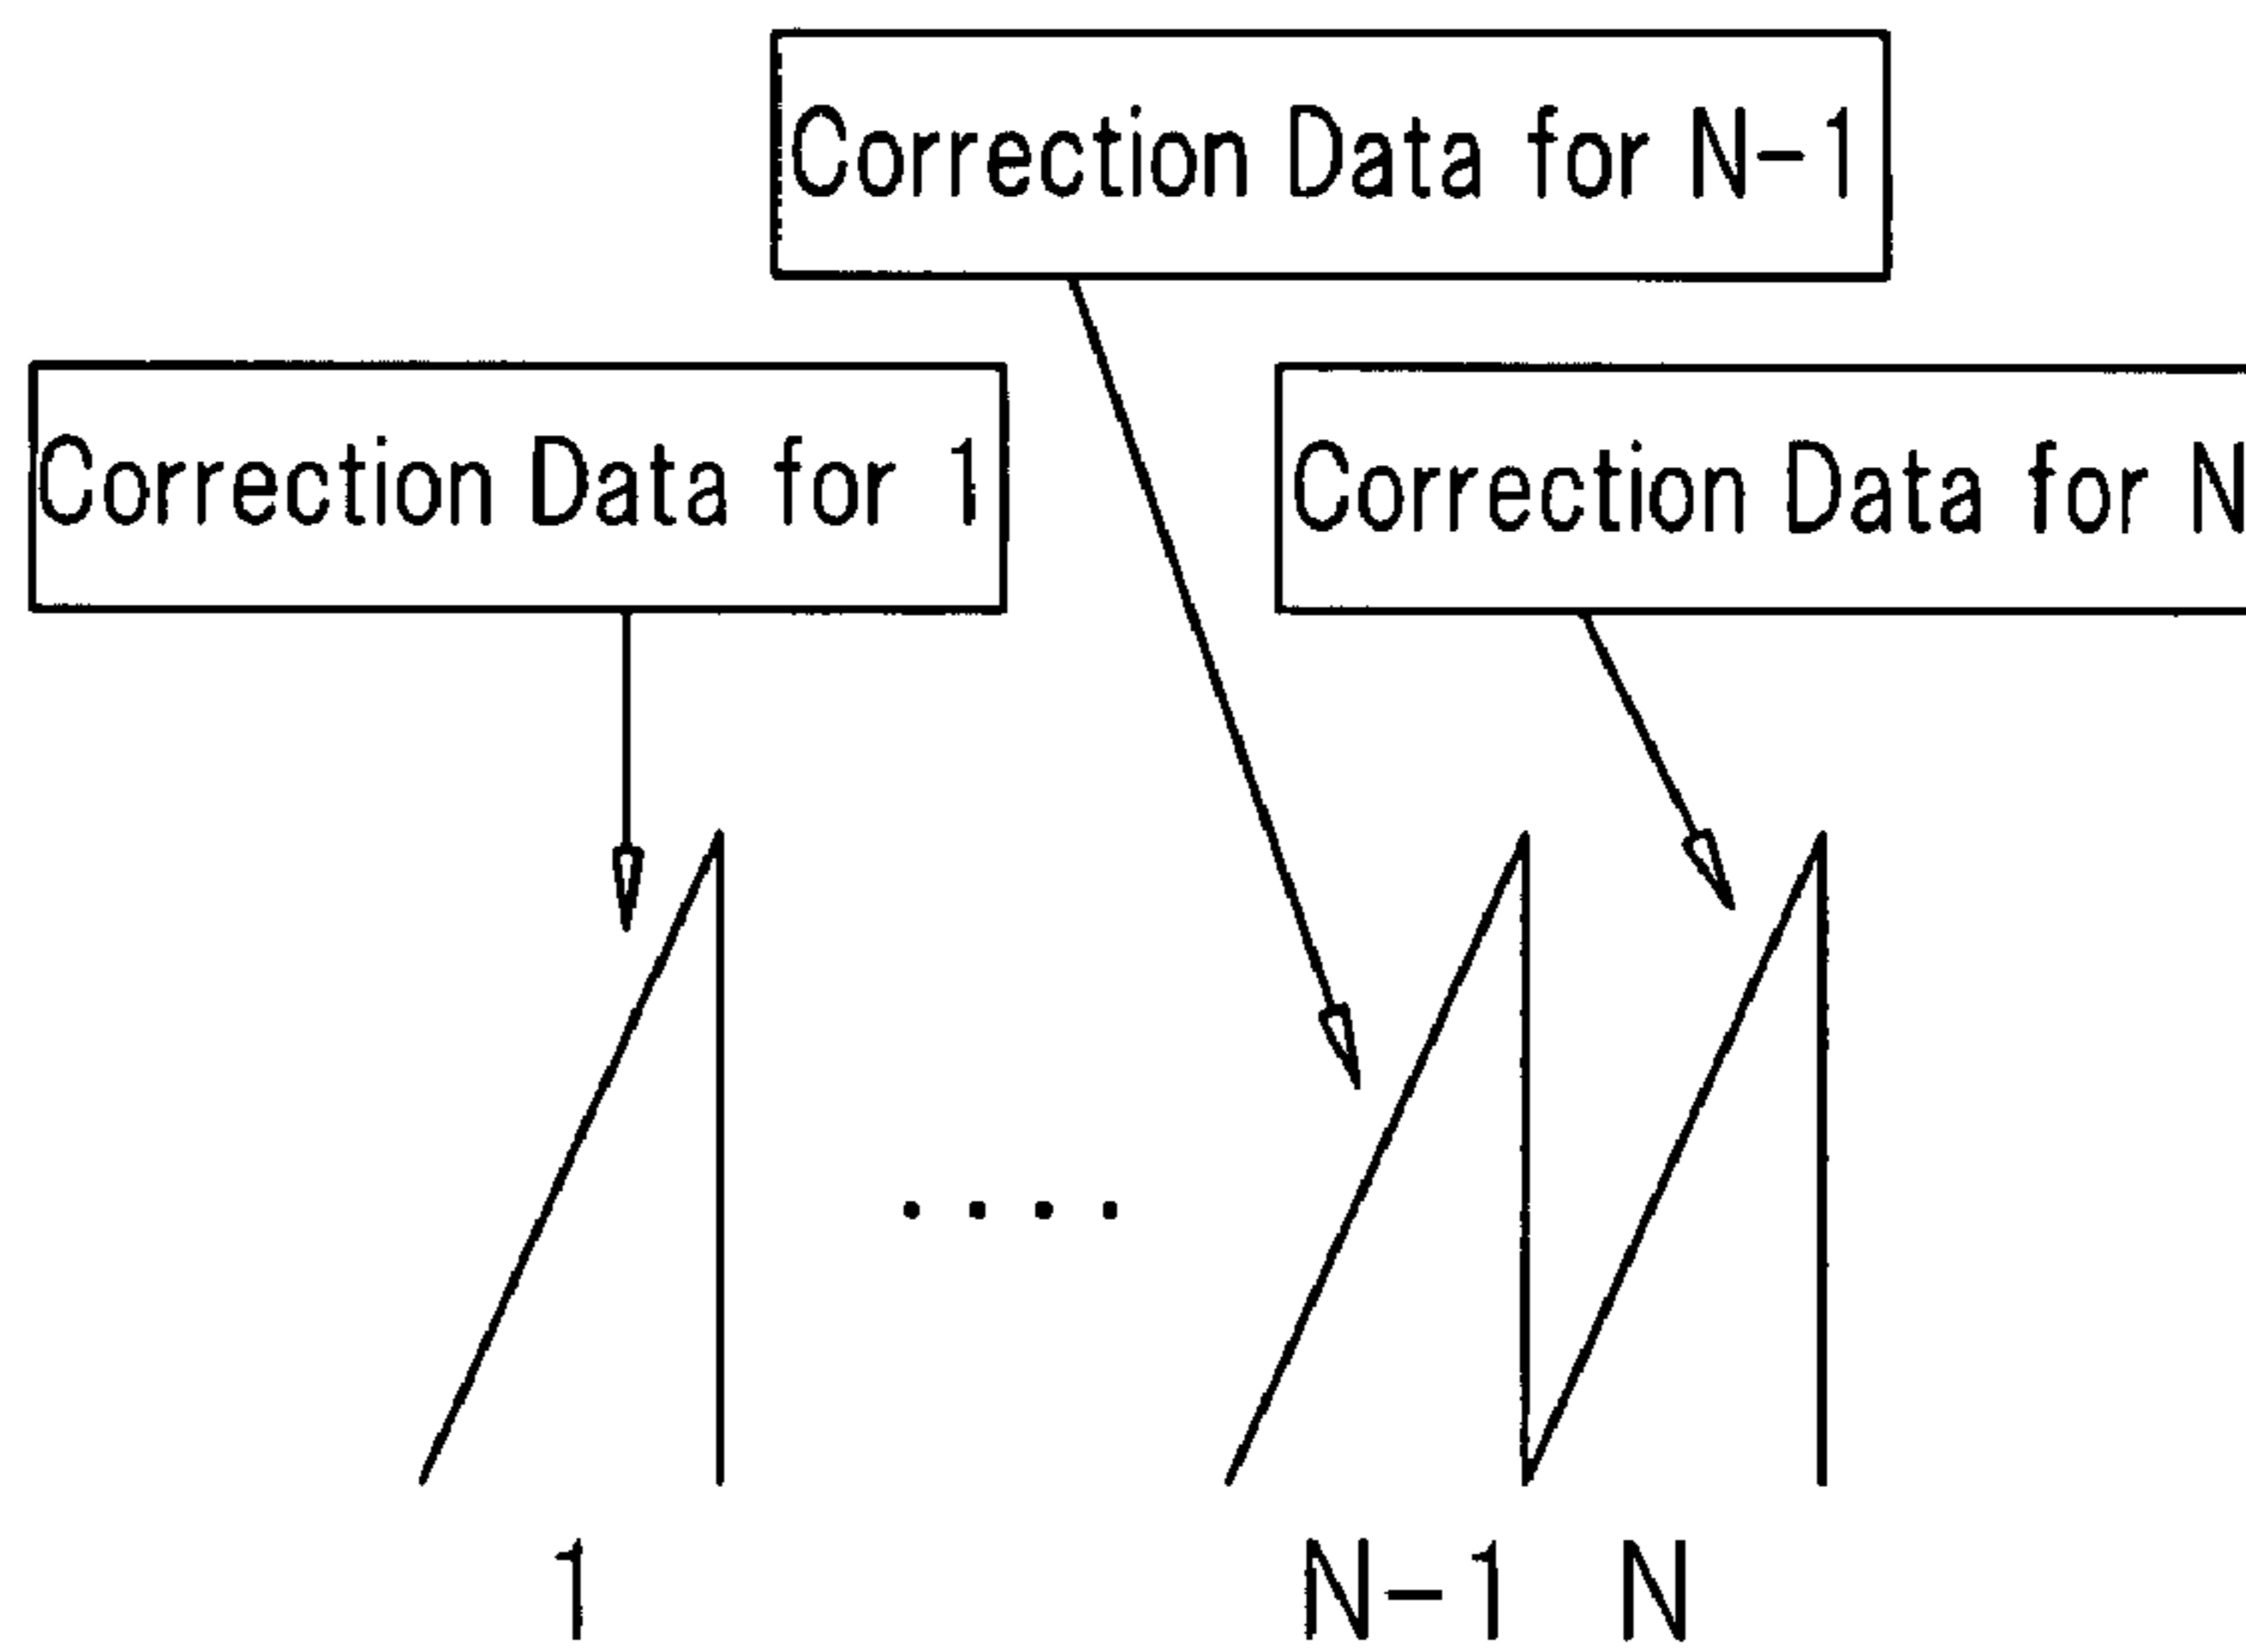 Correction Data for N-1
Correction Data for 1
Correction Data for N
1
N-1
N